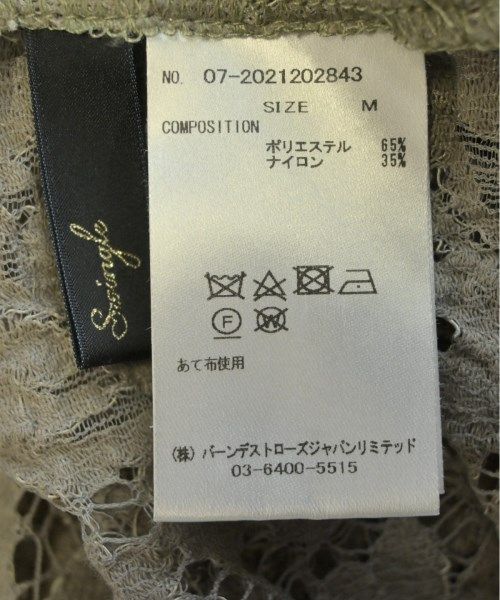 NO. 07-2021202843
SIZE M
COMPOSITION
ポリエステル 65%
ナイロン 35%
F W
あて布使用
(株) バーンデストローズジャパンリミテッド
03-6400-5515
Swingle